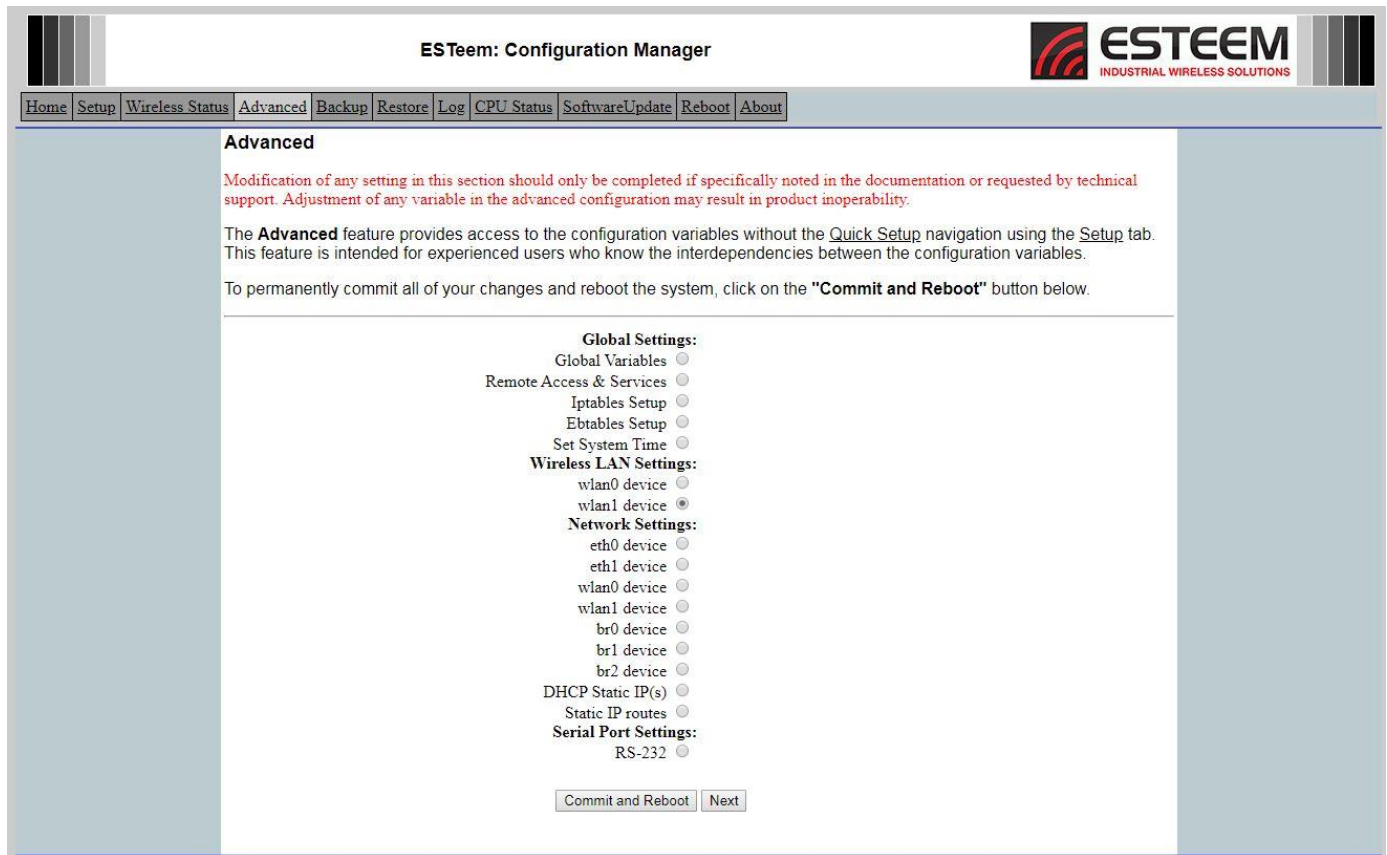 ESTeem: Configuration Manager
ESTEEM
INDUSTRIAL WIRELESS SOLUTIONS
Home Setup Wireless Status Advanced Backup Restore Log CPU Status SoftwareUpdate Reboot About
Advanced
Modification of any setting in this section should only be completed if specifically noted in the documentation or requested by technical
support. Adjustment of any variable in the advanced configuration may result in product inoperability.
The Advanced feature provides access to the configuration variables without the Quick Setup navigation using the Setup tab.
This feature is intended for experienced users who know the interdependencies between the configuration variables.
To permanently commit all of your changes and reboot the system, click on the "Commit and Reboot" button below.
Global Settings:
Global Variables
Remote Access & Services
Iptables Setup
Ebtables Setup
Set System Time
Wireless LAN Settings:
wlan0 device
wlan1 device
Network Settings:
eth0 device
eth1 device
wlan0 device
wlan1 device
br0 device
br1 device
br2 device
DHCP Static IP(s)
Static IP routes
Serial Port Settings:
RS-232
Commit and Reboot Next